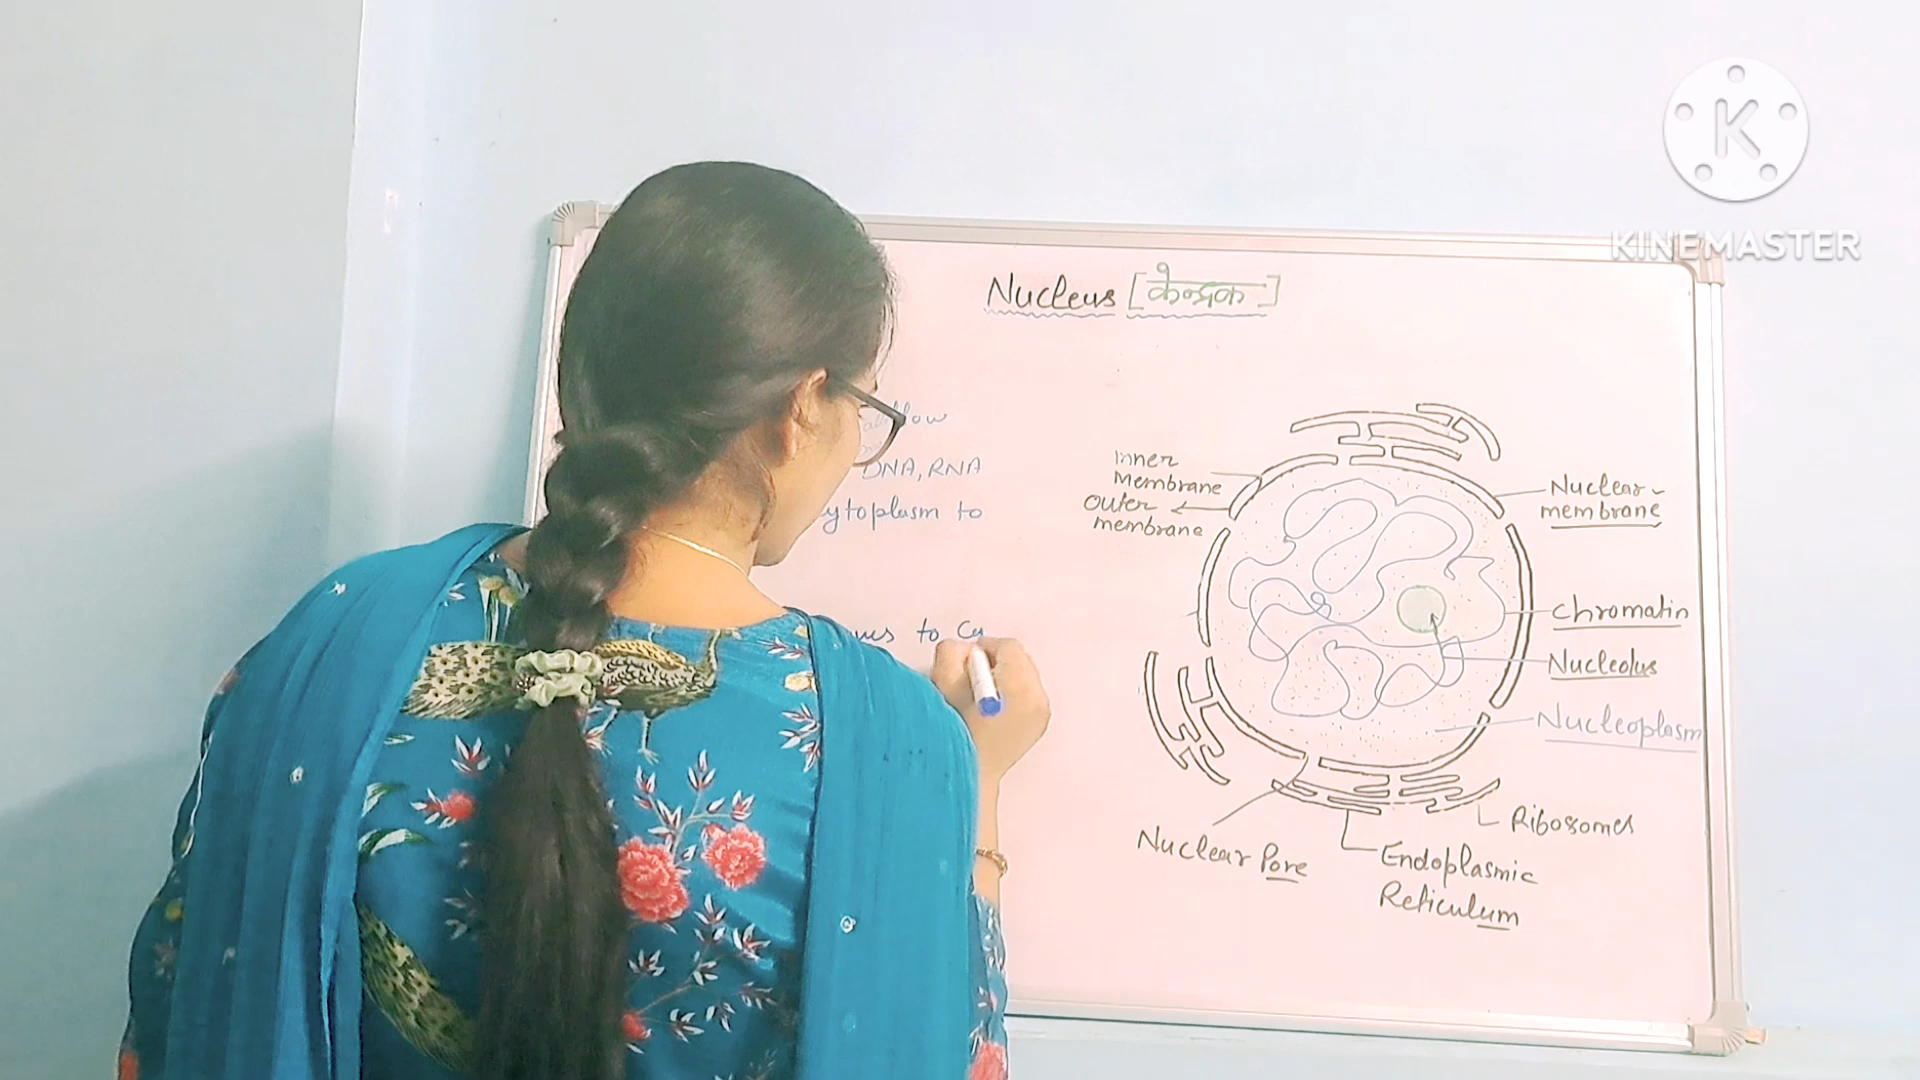 K
KINEMASTER
Nucleus [केन्द्रक]
allow
DNA, RNA
cytoplasm to
to
Inner
Membrane
Outer
membrane
Nuclear
membrane
Chromatin
Nucleolus
Nucleoplasm
Ribosomes
Nuclear Pore
Endoplasmic
Reticulum